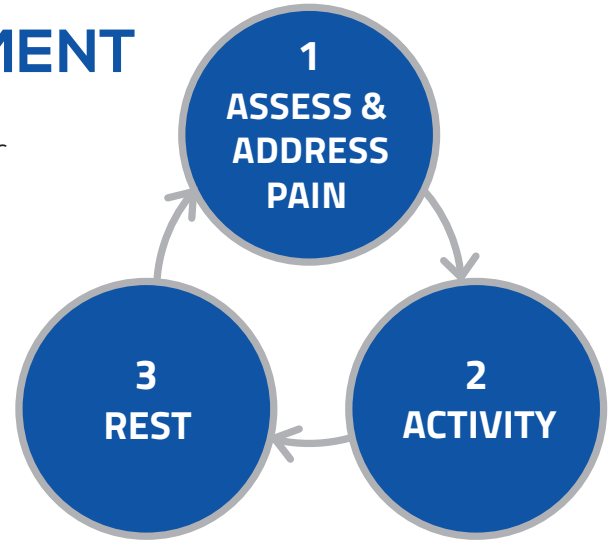 MENT
1
ASSESS &
ADDRESS
PAIN
3
REST
2
ACTIVITY